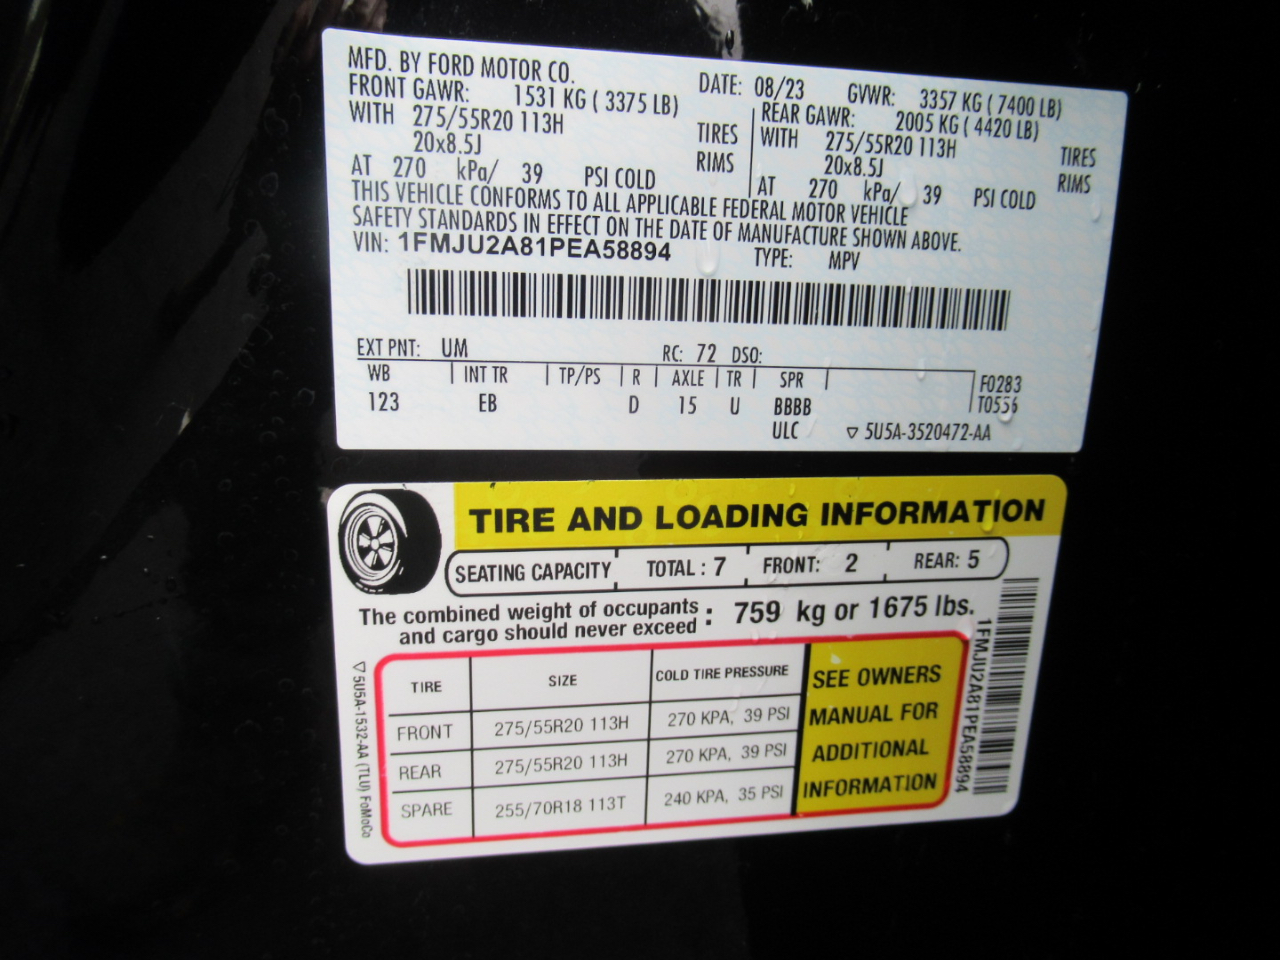 MFD. BY FORD MOTOR CO. DATE: 08/23 GVWR: 3357 KG ( 7400 LB)
FRONT GAWR: 1531 KG ( 3375 LB) REAR GAWR: 2005 KG ( 4420 LB)
WITH 275/55R20 113H TIRES WITH 275/55R20 113H TIRES
20x8.5J RIMS 20x8.5J RIMS
AT 270 kPa/ 39 PSI COLD AT 270 kPa/ 39 PSI COLD
THIS VEHICLE CONFORMS TO ALL APPLICABLE FEDERAL MOTOR VEHICLE
SAFETY STANDARDS IN EFFECT ON THE DATE OF MANUFACTURE SHOWN ABOVE.
VIN: 1FMJU2A81PEA58894 TYPE: MPV
EXT PNT: UM RC: 72 DSO:
WB INT TR TP/PS R AXLE TR SPR F0283
123 EB D 15 U BBBB T0556
ULC ▽ 5U5A-3520472-AA
TIRE AND LOADING INFORMATION
SEATING CAPACITY TOTAL : 7 FRONT: 2 REAR: 5
The combined weight of occupants
and cargo should never exceed : 759 kg or 1675 lbs.
TIRE SIZE COLD TIRE PRESSURE
FRONT 275/55R20 113H 270 KPA, 39 PSI
REAR 275/55R20 113H 270 KPA, 39 PSI
SPARE 255/70R18 113T 240 KPA, 35 PSI
SEE OWNERS
MANUAL FOR
ADDITIONAL
INFORMATION
1FMJU2A81PEA58894
▽ 5U5A-1532-AA (TLU) FoMoCo